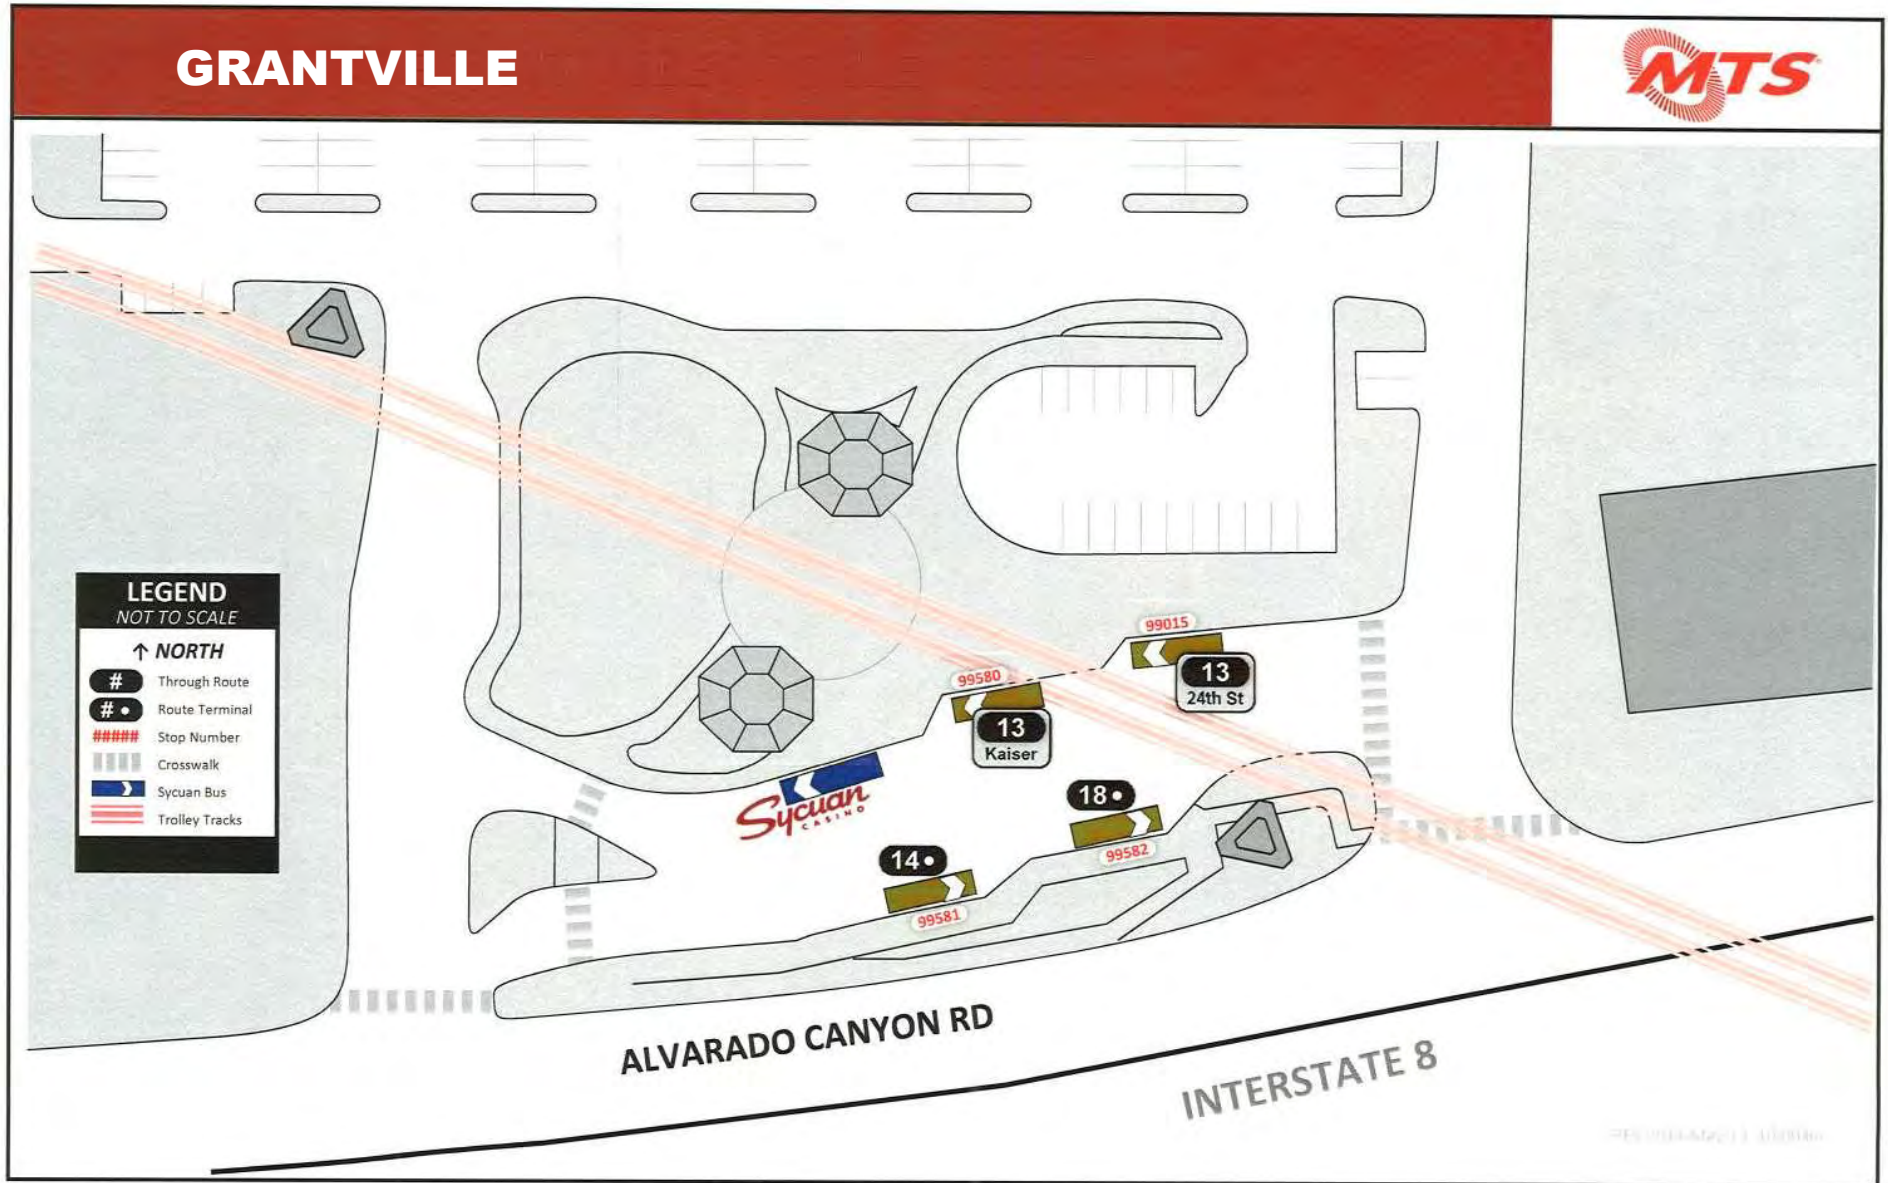 GRANTVILLE
MTS
LEGEND
NOT TO SCALE
↑ NORTH
# Through Route
# • Route Terminal
##### Stop Number
Crosswalk
Sycuan Bus
Trolley Tracks
99015
13
24th St
99580
13
Kaiser
Sycuan
CASINO
18 •
99582
14 •
99581
ALVARADO CANYON RD
INTERSTATE 8